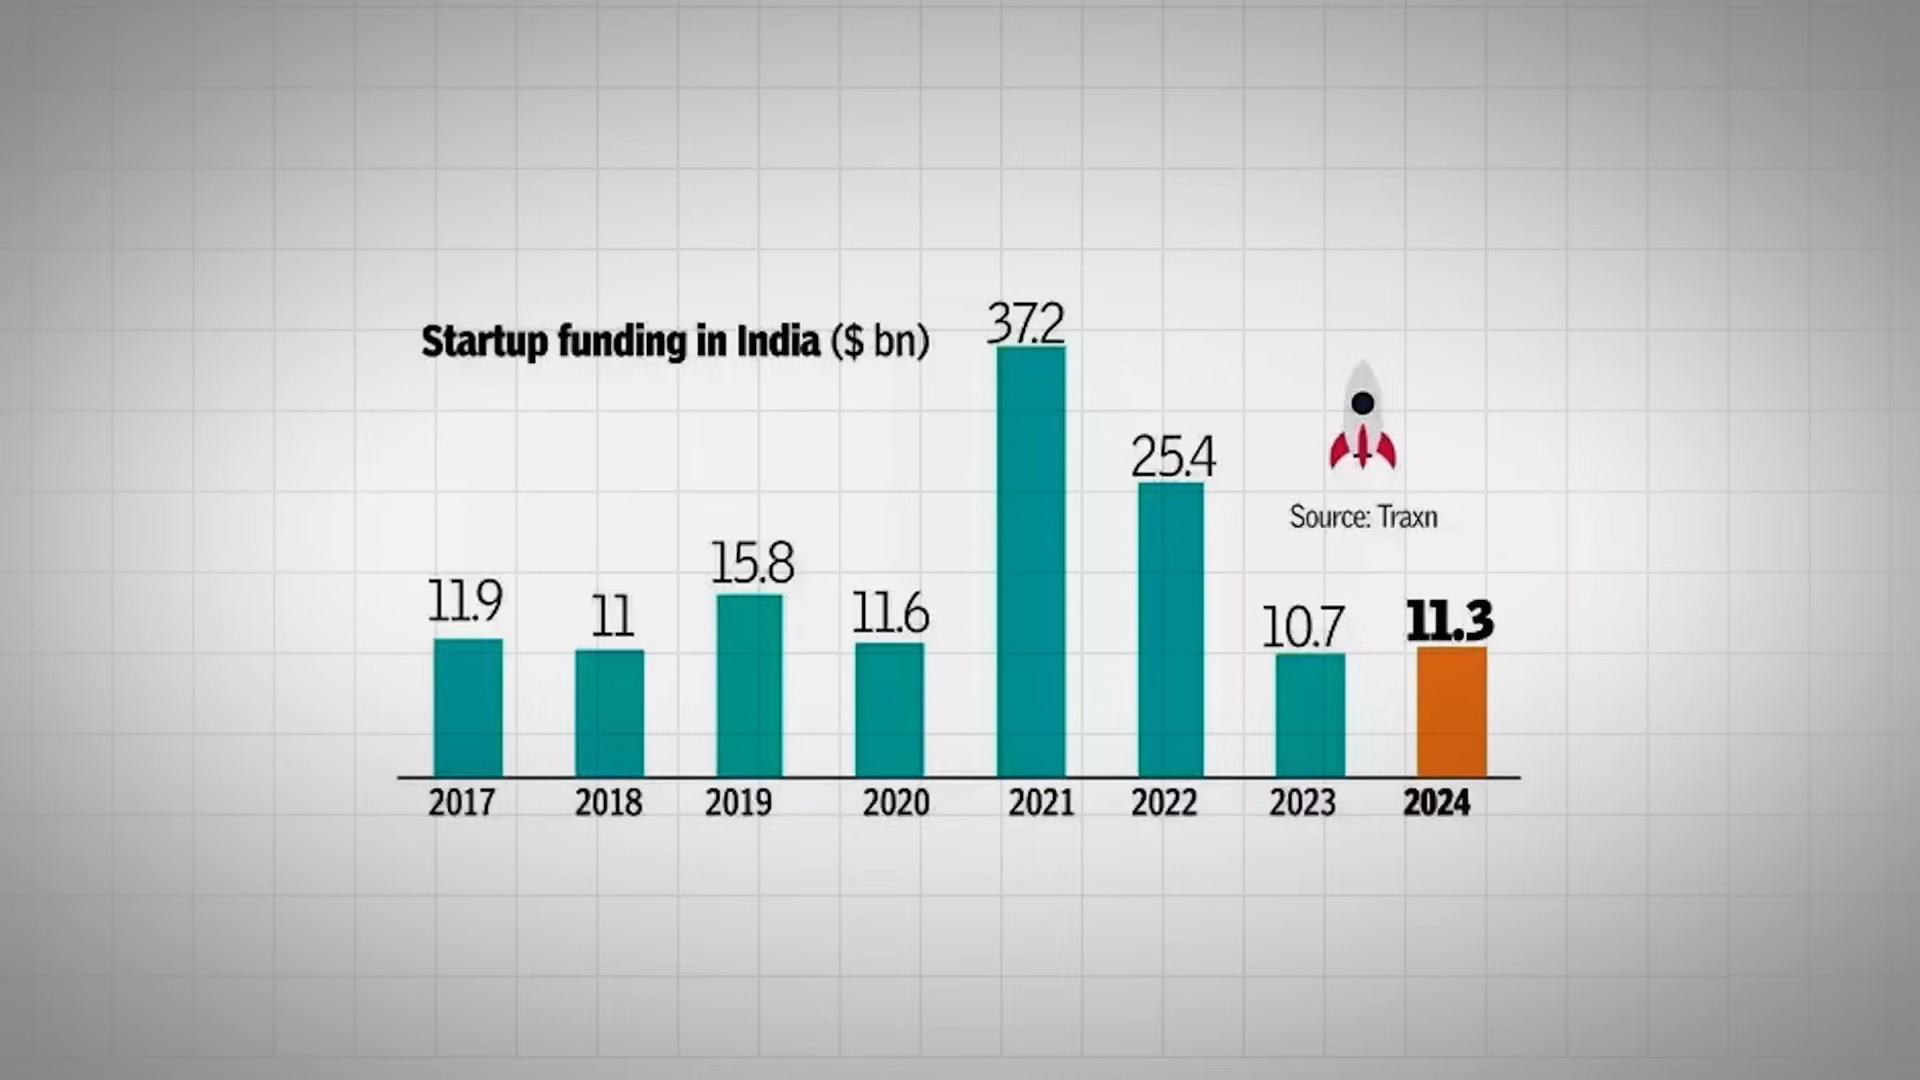 Startup funding in India ($ bn)
37.2
25.4
Source: Traxn
15.8
11.9
11
11.6
10.7
11.3
2017 2018 2019 2020 2021 2022 2023 2024